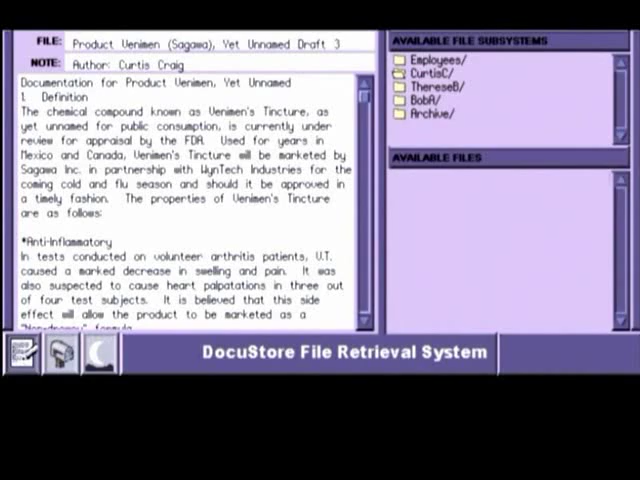 FILE: Product Venimen (Sagawa), Yet Unnamed Draft 3
NOTE: Author: Curtis Craig
Documentation for Product Venimen, Yet Unnamed
1. Definition
The chemical compound known as Venimen's Tincture, as
yet unnamed for public consumption, is currently under
review for appraisal by the FDA. Used for years in
Mexico and Canada, Venimen's Tincture will be marketed by
Sagawa Inc. in partnership with WynTech Industries for the
coming cold and flu season and should it be approved in
a timely fashion. The properties of Venimen's Tincture
are as follows:
*Anti-Inflammatory
In tests conducted on volunteer arthritis patients, V.T.
caused a marked decrease in swelling and pain. It was
also suspected to cause heart palpatations in three out
of four test subjects. It is believed that this side
effect will allow the product to be marketed as a
"Non-drowsy" formula
AVAILABLE FILE SUBSYSTEMS
Employees/
CurtisC/
ThereseB/
BobA/
Archive/
AVAILABLE FILES
DocuStore File Retrieval System